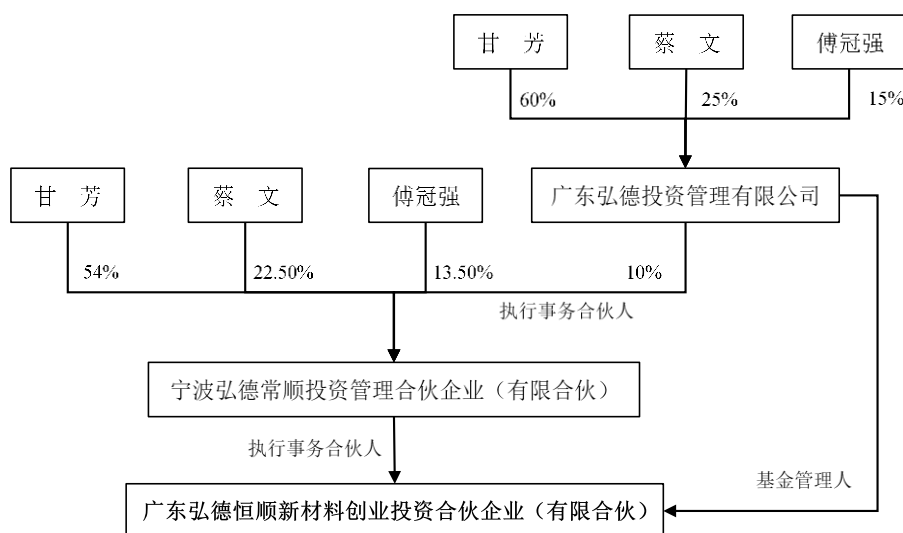 甘 芳
蔡 文
傅冠强
60%
25%
15%
甘 芳
蔡 文
傅冠强
广东弘德投资管理有限公司
54%
22.50%
13.50%
10%
执行事务合伙人
宁波弘德常顺投资管理合伙企业（有限合伙）
执行事务合伙人
基金管理人
广东弘德恒顺新材料创业投资合伙企业（有限合伙）